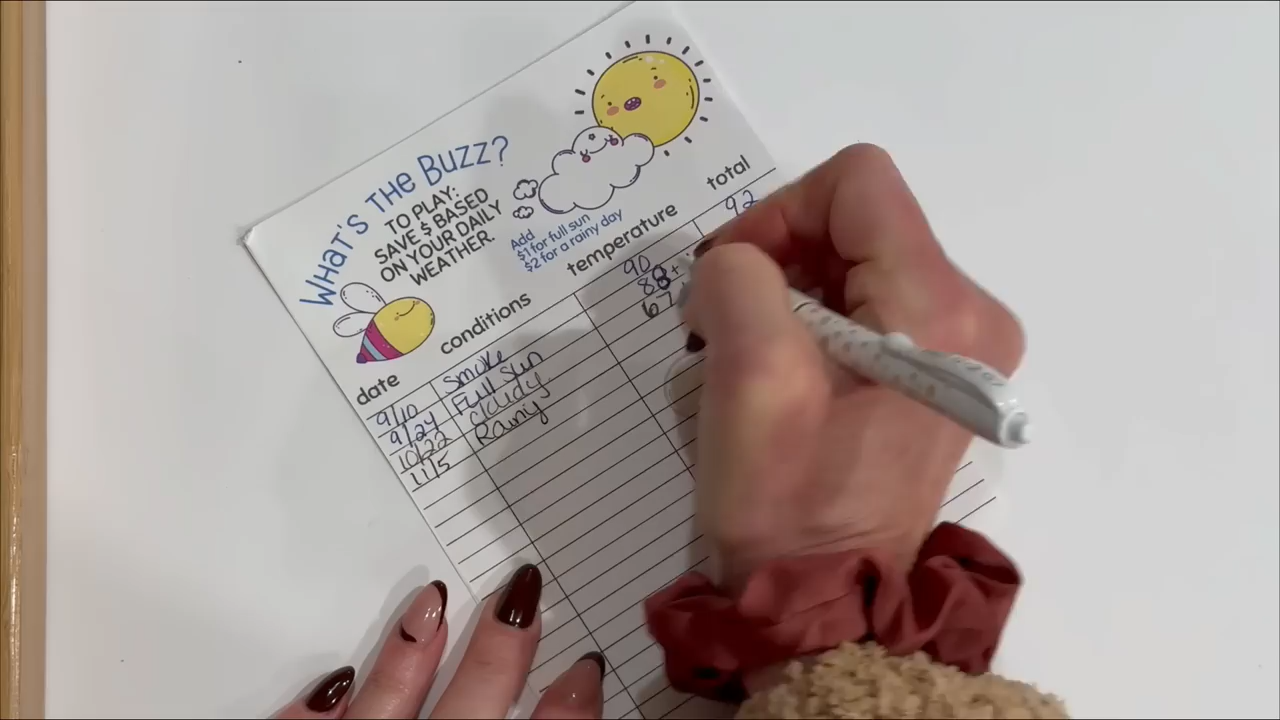 WHAT'S THE BUZZ?
TO PLAY:
SAVE $ BASED
ON YOUR DAILY
WEATHER.
Add
$1 for full sun
$2 for a rainy day
date conditions temperature total
9/10 Smoke 90 92
9/24 Full Sun 88+
10/22 Cloudy 67
11/5 Rainy